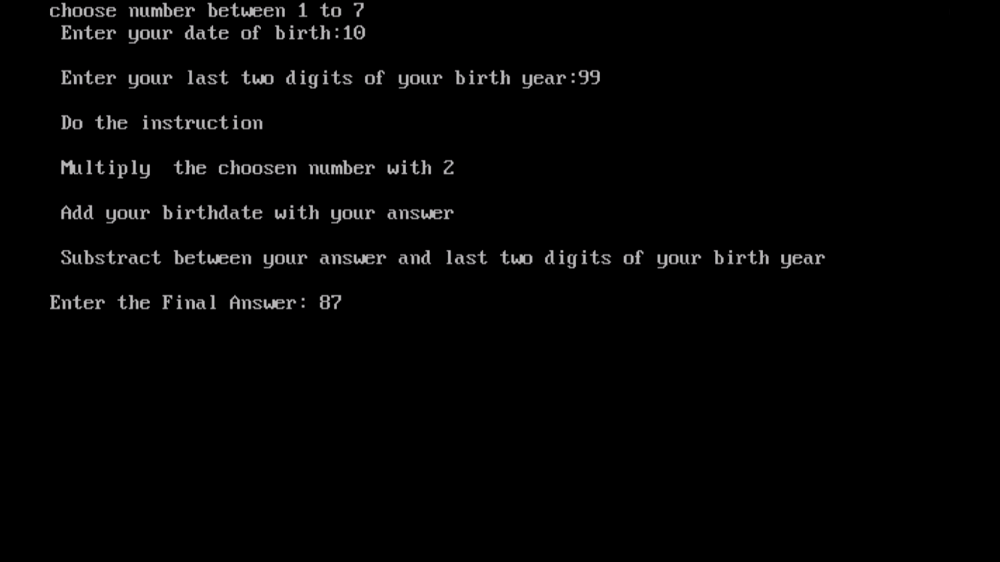 choose number between 1 to 7
Enter your date of birth:10
Enter your last two digits of your birth year:99
Do the instruction
Multiply  the choosen number with 2
Add your birthdate with your answer
Substract between your answer and last two digits of your birth year
Enter the Final Answer: 87